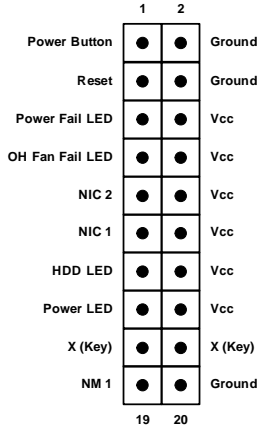 1 2
Power Button Ground
Reset Ground
Power Fail LED Vcc
OH Fan Fail LED Vcc
NIC 2 Vcc
NIC 1 Vcc
HDD LED Vcc
Power LED Vcc
X (Key) X (Key)
NM 1 Ground
19 20